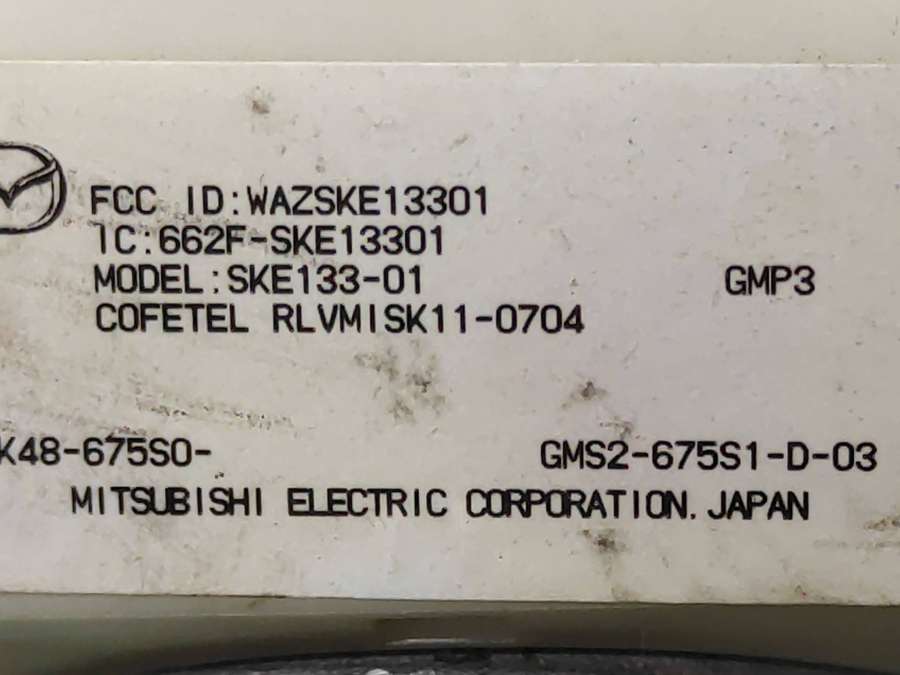 FCC ID:WAZSKE13301
IC:662F-SKE13301
MODEL:SKE133-01 GMP3
COFETEL RLVMISK11-0704
K48-675S0- GMS2-675S1-D-03
MITSUBISHI ELECTRIC CORPORATION.JAPAN